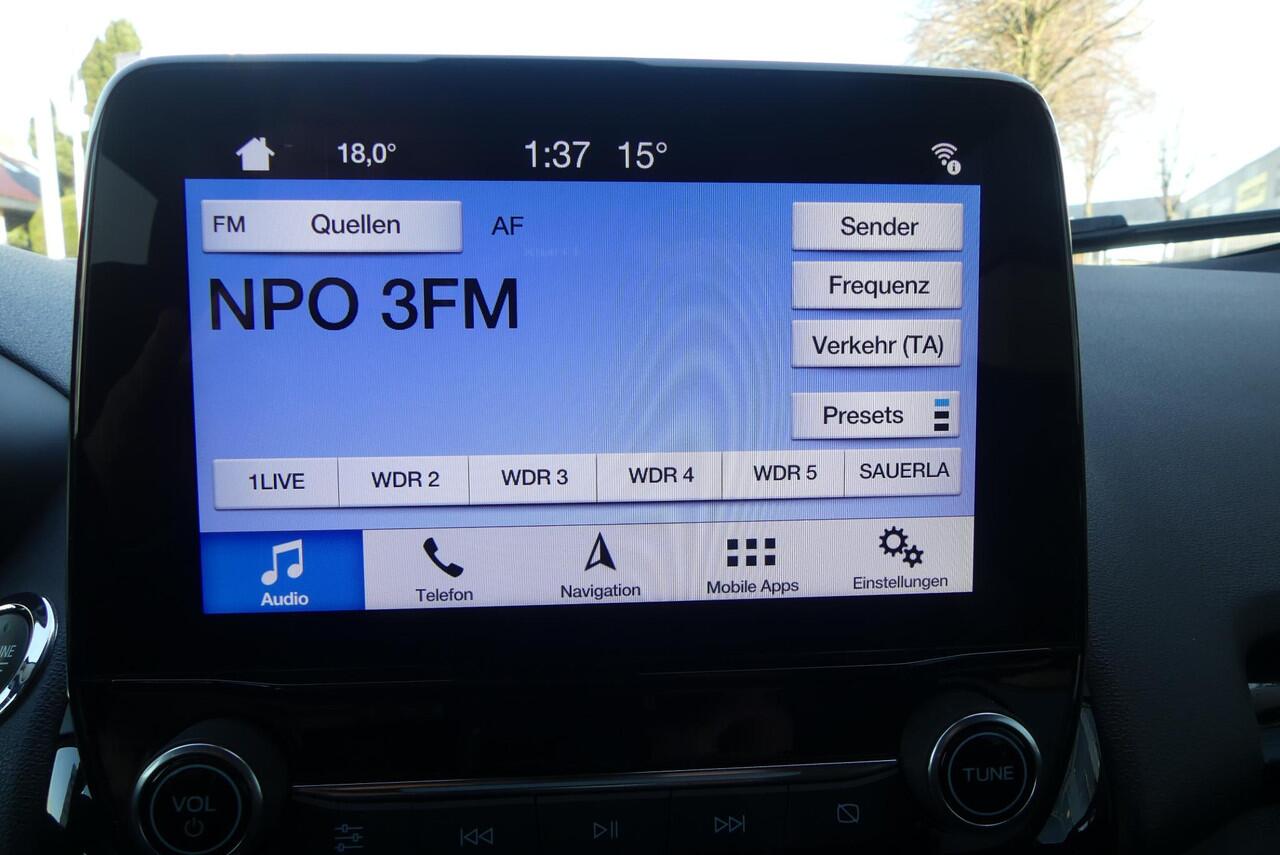 18,0° 1:37 15°
FM Quellen AF Sender
NPO 3FM
Frequenz
Verkehr (TA)
Presets
1LIVE WDR 2 WDR 3 WDR 4 WDR 5 SAUERLA
Audio Telefon Navigation Mobile Apps Einstellungen
VOL TUNE